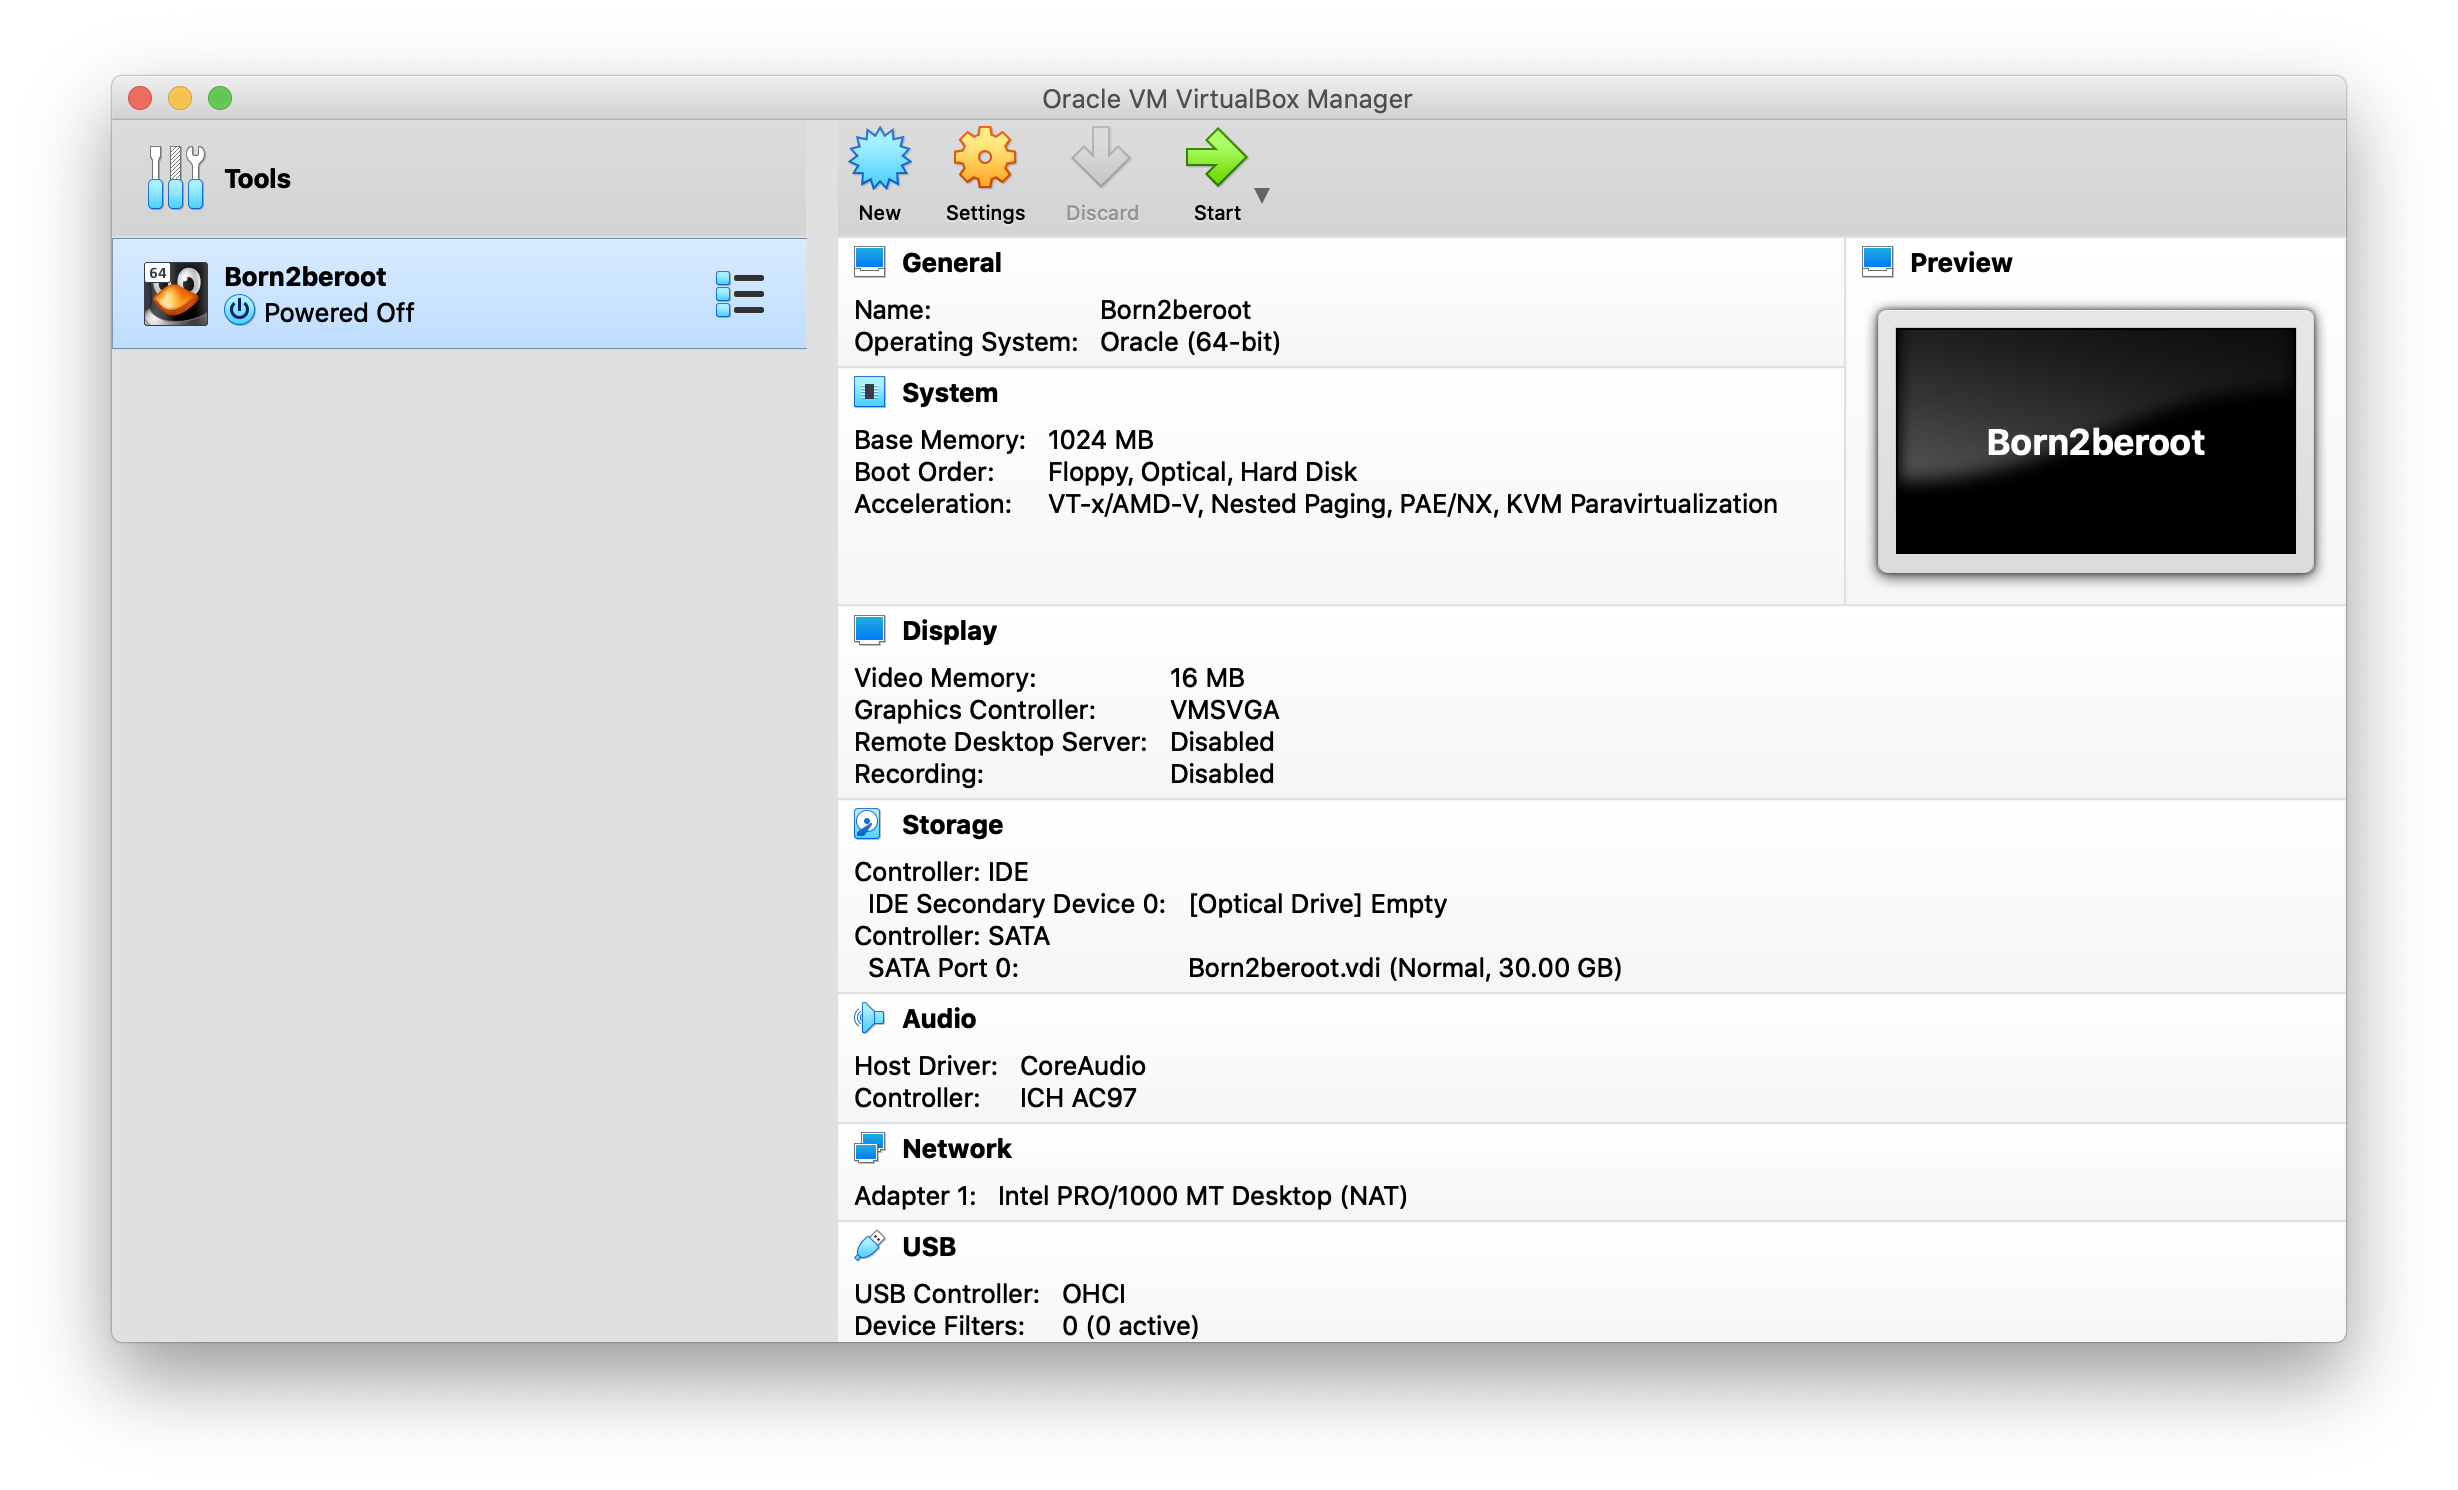 Oracle VM VirtualBox Manager
Tools
New
Settings
Discard
Start
64
Born2beroot
Powered Off
General
Name: Born2beroot
Operating System: Oracle (64-bit)
Preview
Born2beroot
System
Base Memory: 1024 MB
Boot Order: Floppy, Optical, Hard Disk
Acceleration: VT-x/AMD-V, Nested Paging, PAE/NX, KVM Paravirtualization
Display
Video Memory: 16 MB
Graphics Controller: VMSVGA
Remote Desktop Server: Disabled
Recording: Disabled
Storage
Controller: IDE
IDE Secondary Device 0: [Optical Drive] Empty
Controller: SATA
SATA Port 0: Born2beroot.vdi (Normal, 30.00 GB)
Audio
Host Driver: CoreAudio
Controller: ICH AC97
Network
Adapter 1: Intel PRO/1000 MT Desktop (NAT)
USB
USB Controller: OHCI
Device Filters: 0 (0 active)